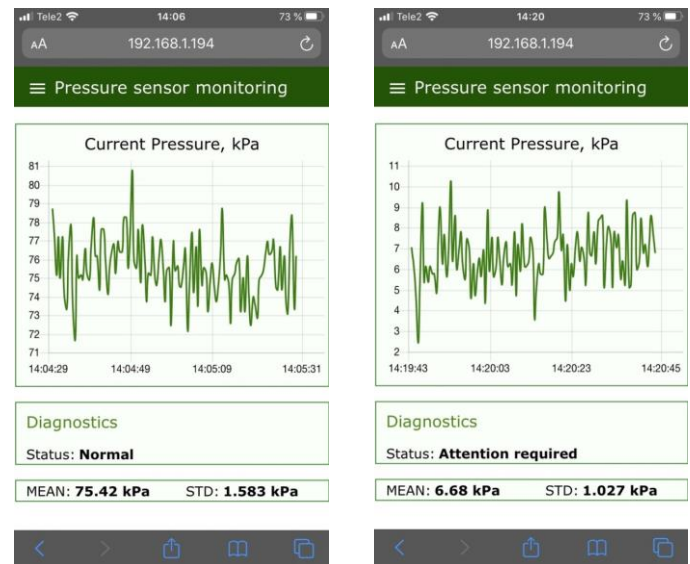 Tele2 14:06 73 %
AA 192.168.1.194
Pressure sensor monitoring
Current Pressure, kPa
81
80
79
78
77
76
75
74
73
72
71
14:04:29 14:04:49 14:05:09 14:05:31
Diagnostics
Status: Normal
MEAN: 75.42 kPa STD: 1.583 kPa
Tele2 14:20 73 %
AA 192.168.1.194
Pressure sensor monitoring
Current Pressure, kPa
11
10
9
8
7
6
5
4
3
2
14:19:43 14:20:03 14:20:23 14:20:45
Diagnostics
Status: Attention required
MEAN: 6.68 kPa STD: 1.027 kPa